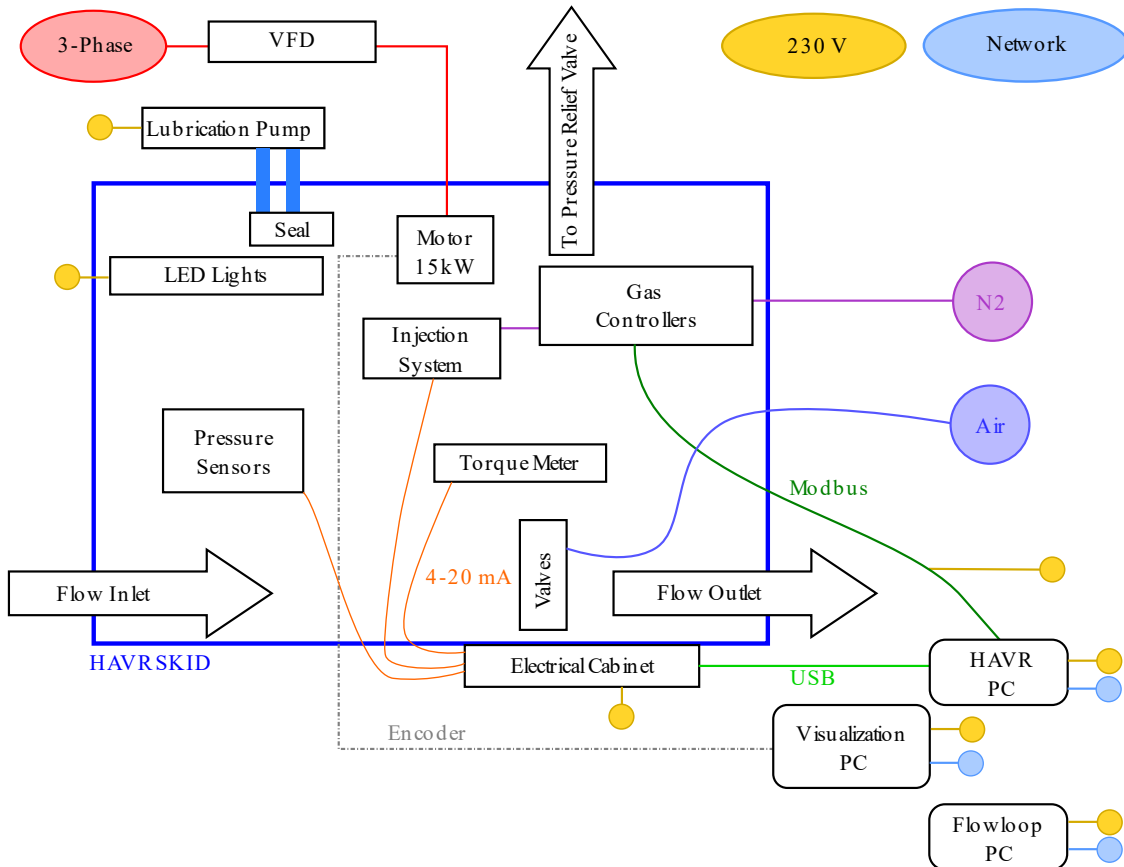 3-Phase
VFD
230 V
Network
To Pressure Relief Valve
Lubrication Pump
Seal
Motor
15kW
LED Lights
Gas
Controllers
N2
Injection
System
Air
Pressure
Sensors
Torque Meter
Modbus
4-20 mA
Valves
Flow Inlet
Flow Outlet
HAVR SKID
Electrical Cabinet
USB
HAVR
PC
Encoder
Visualization
PC
Flowloop
PC